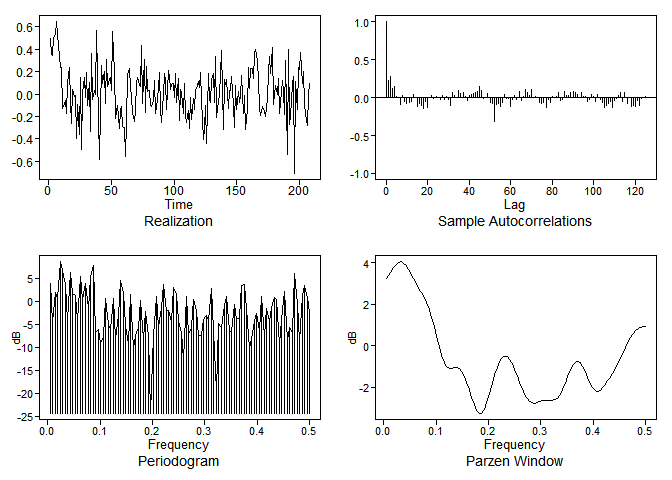 0.6
0.4
0.2
0.0
-0.2
-0.4
-0.6
0 50 100 150 200
Time
Realization
1.0
0.5
0.0
-0.5
-1.0
0 20 40 60 80 100 120
Lag
Sample Autocorrelations
dB
5
0
-5
-10
-15
-20
-25
0.0 0.1 0.2 0.3 0.4 0.5
Frequency
Periodogram
dB
4
2
0
-2
0.0 0.1 0.2 0.3 0.4 0.5
Frequency
Parzen Window